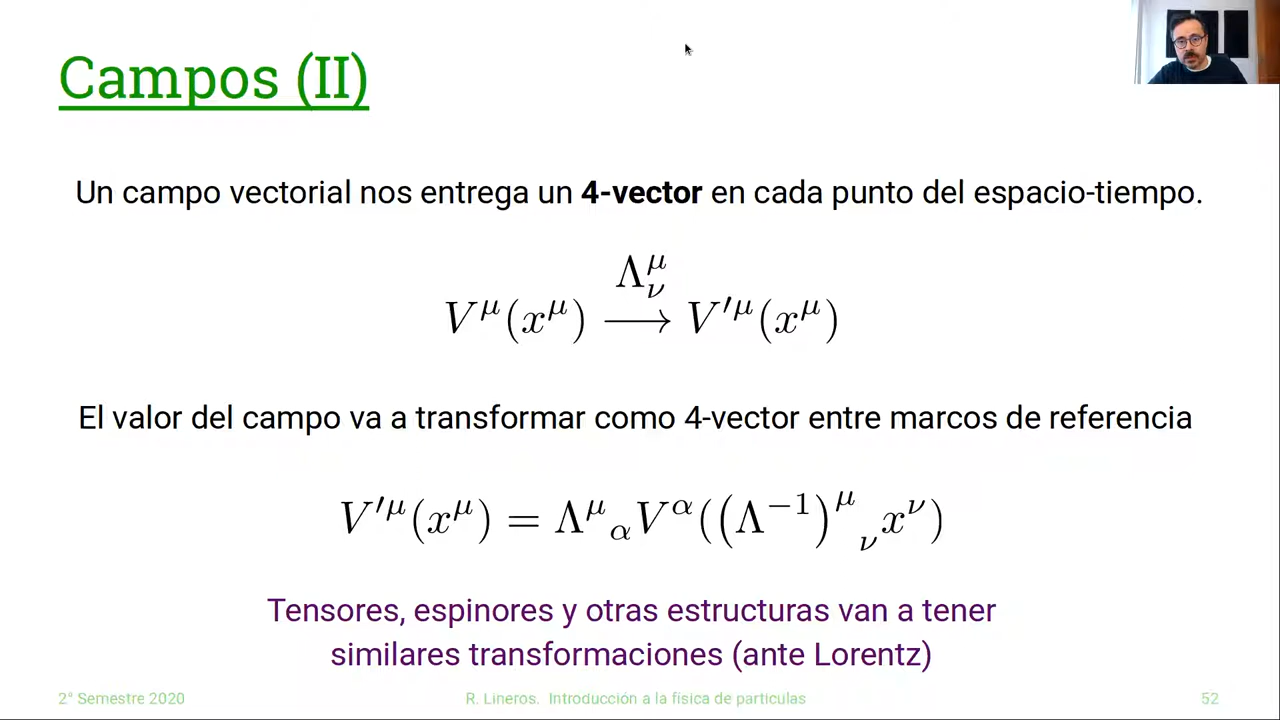 Campos (II)
Un campo vectorial nos entrega un 4-vector en cada punto del espacio-tiempo.
V^μ(x^μ) \overset{Λ^μ_ν}{⟶} V'^μ(x^μ)
El valor del campo va a transformar como 4-vector entre marcos de referencia
V'^μ(x^μ) = Λ^μ_α V^α((Λ^{-1})^μ_ν x^ν)
Tensores, espinores y otras estructuras van a tener
similares transformaciones (ante Lorentz)
2° Semestre 2020
R. Lineros. Introducción a la física de particulas
52